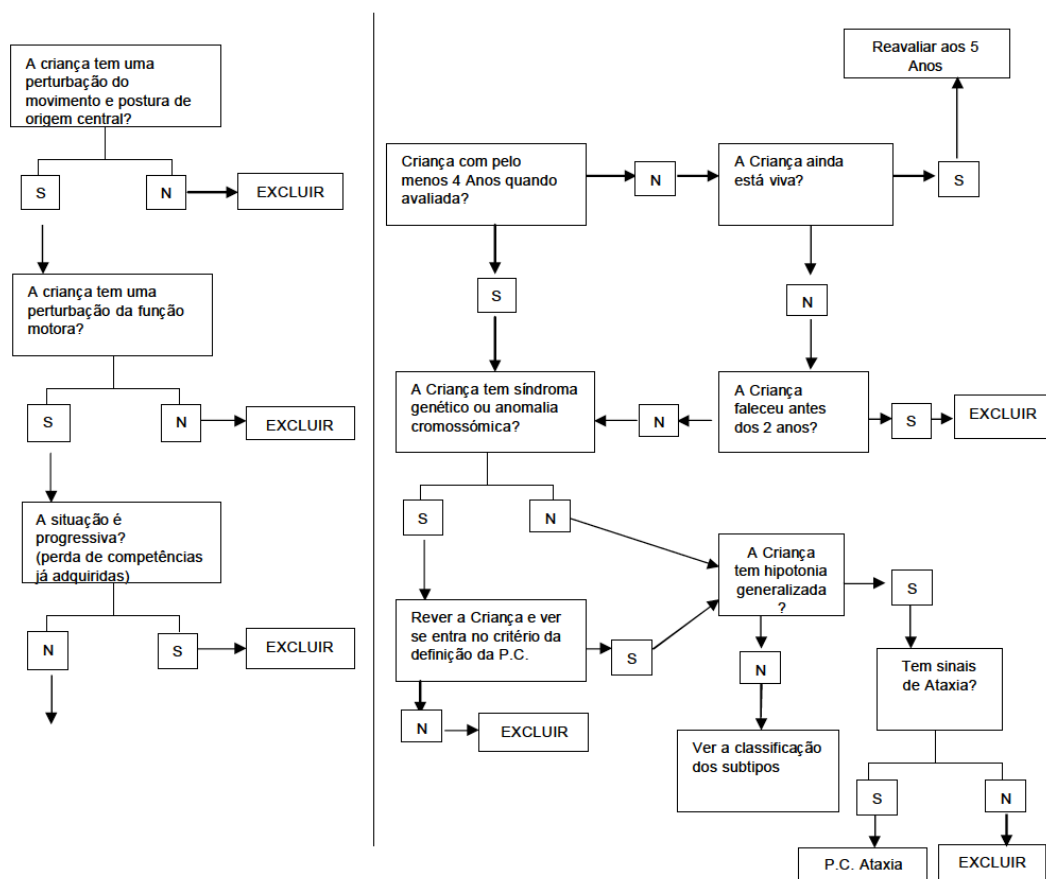 A criança tem uma
perturbação do
movimento e postura de
origem central?
S
N
EXCLUIR
A criança tem uma
perturbação da função
motora?
S
N
EXCLUIR
A situação é
progressiva?
(perda de competências
já adquiridas)
N
S
EXCLUIR
Reavaliar aos 5
Anos
Criança com pelo
menos 4 Anos quando
avaliada?
N
A Criança ainda
está viva?
S
S
N
A Criança tem síndroma
genético ou anomalia
cromossómica?
N
A Criança
faleceu antes
dos 2 anos?
S
EXCLUIR
S
N
A Criança
tem hipotonia
generalizada
?
S
Rever a Criança e ver
se entra no critério da
definição da P.C.
S
N
Tem sinais
de Ataxia?
N
EXCLUIR
Ver a classificação
dos subtipos
S
N
P.C. Ataxia
EXCLUIR